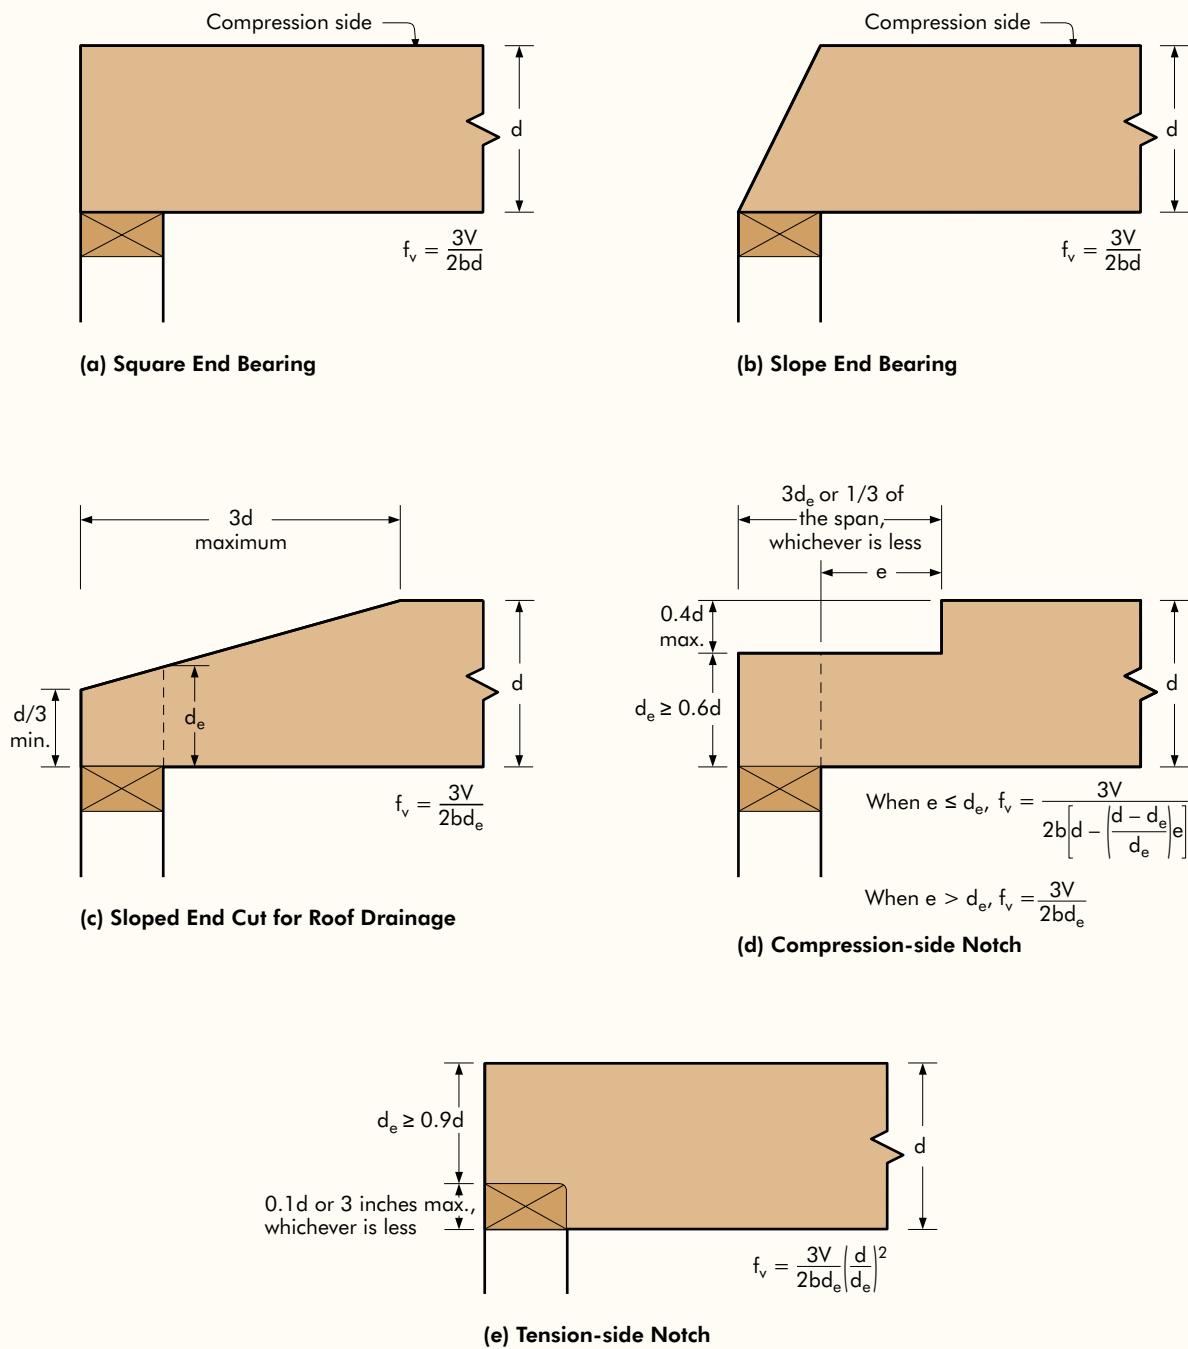 Compression side
d
f_v = 3V/2bd
(a) Square End Bearing
Compression side
d
f_v = 3V/2bd
(b) Slope End Bearing
3d
maximum
d/3
min.
d_e
d
f_v = 3V/2bd_e
(c) Sloped End Cut for Roof Drainage
3d_e or 1/3 of
the span,
whichever is less
e
0.4d
max.
d_e ≥ 0.6d
d
When e ≤ d_e, f_v = 3V/2b[d – ((d – d_e)/d_e)e]
When e > d_e, f_v = 3V/2bd_e
(d) Compression-side Notch
d_e ≥ 0.9d
0.1d or 3 inches max.,
whichever is less
d
f_v = 3V/2bd_e (d/d_e)²
(e) Tension-side Notch